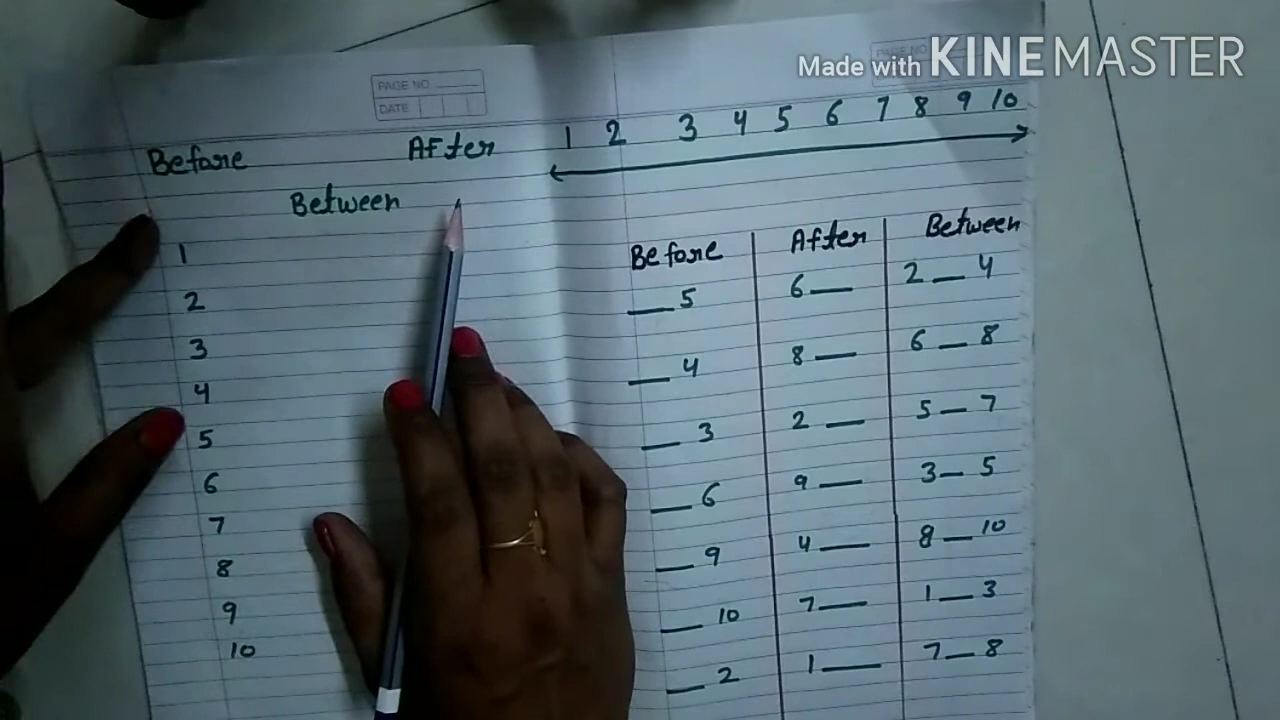 Made with KINEMASTER
PAGE NO
DATE
Before
After
Between
1
2
3
4
5
6
7
8
9
10
1 2 3 4 5 6 7 8 9 10
Before After Between
__ 5 6 __ 2 __ 4
__ 4 8 __ 6 __ 8
__ 3 2 __ 5 __ 7
__ 6 9 __ 3 __ 5
__ 9 4 __ 8 __ 10
__ 10 7 __ 1 __ 3
__ 2 1 __ 7 __ 8